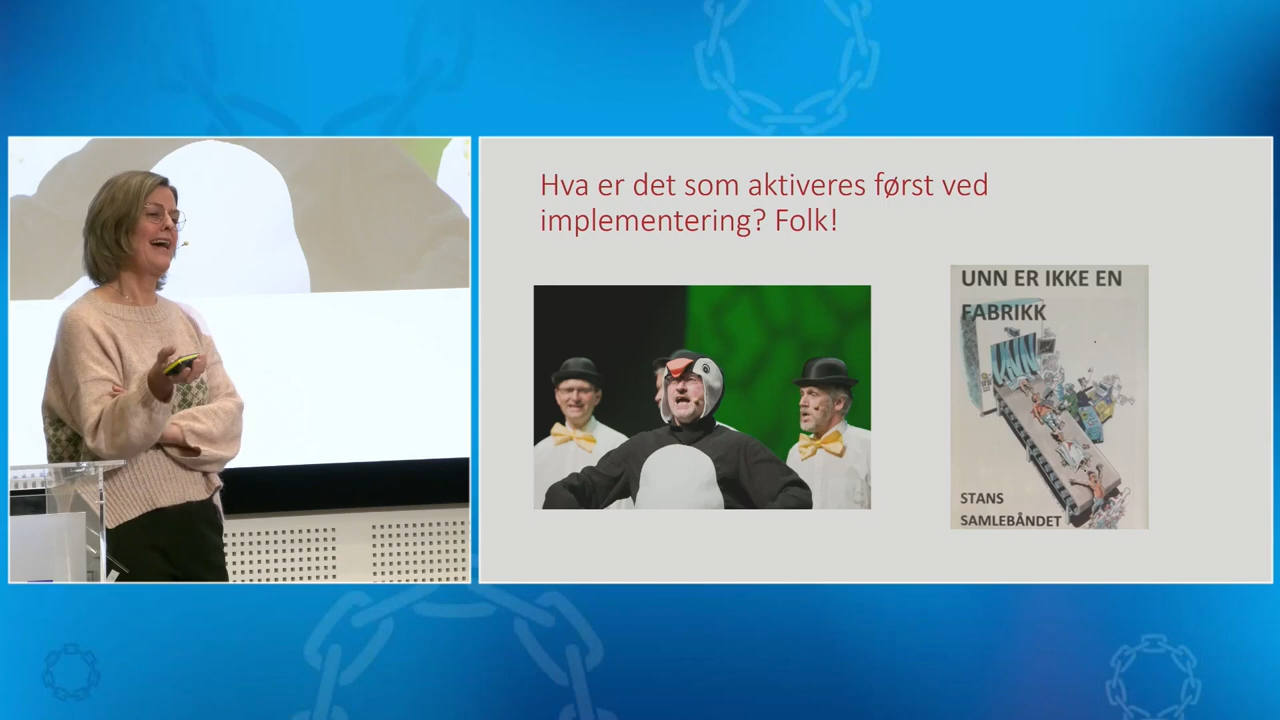 Hva er det som aktiveres først ved
implementering? Folk!
UNN ER IKKE EN
FABRIKK
UNN
STANS
SAMLEBÅNDET